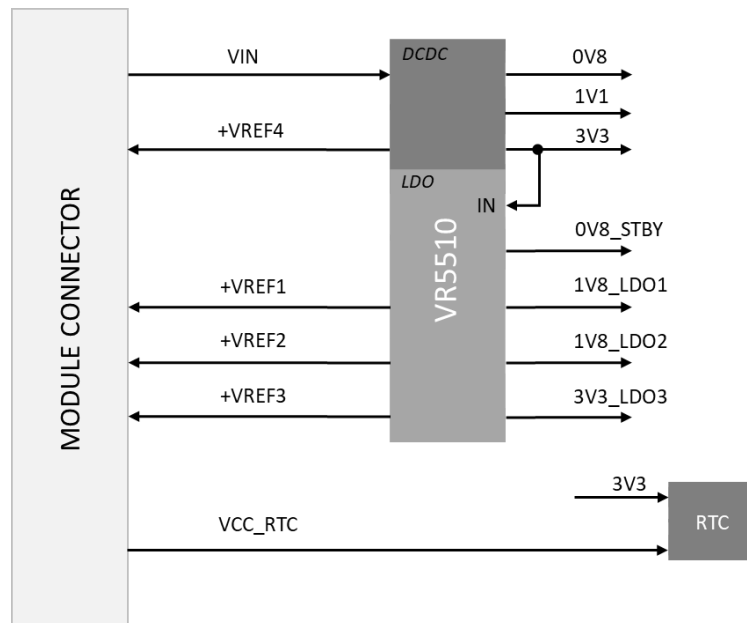 VIN
DCDC
0V8
1V1
+VREF4
3V3
LDO
IN
0V8_STBY
VR5510
+VREF1
1V8_LDO1
+VREF2
1V8_LDO2
+VREF3
3V3_LDO3
MODULE CONNECTOR
3V3
VCC_RTC
RTC